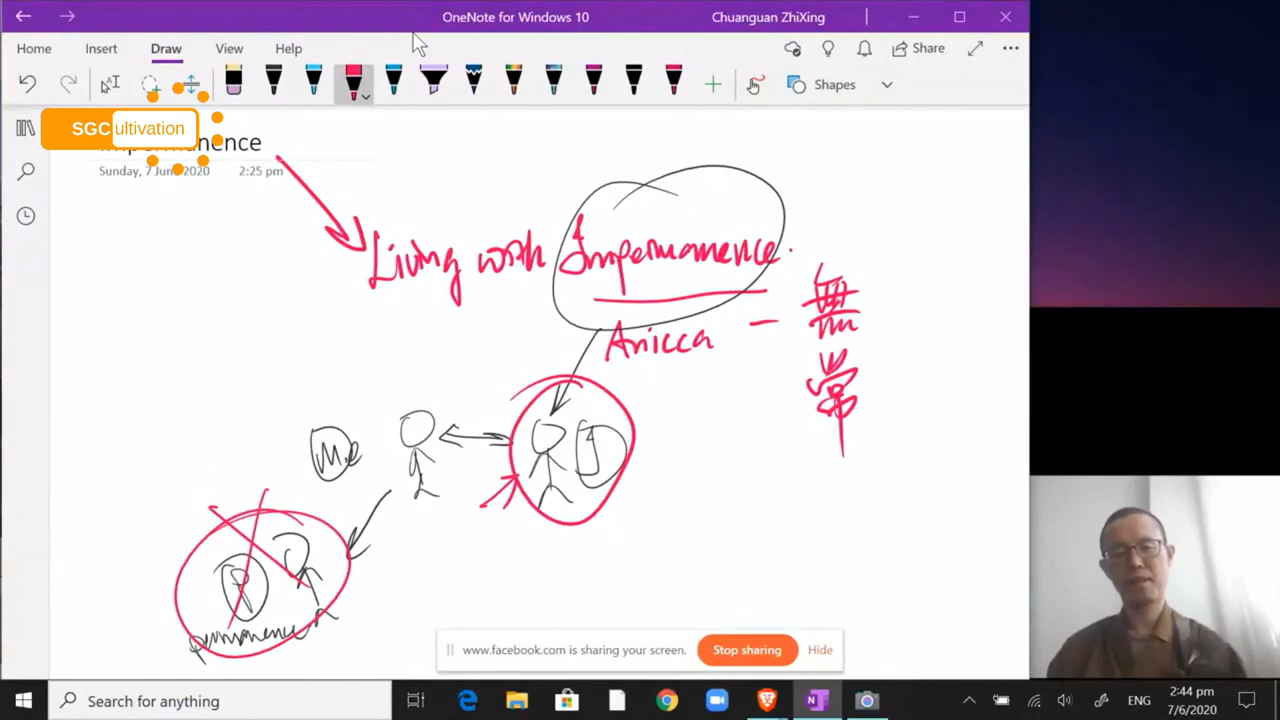 OneNote for Windows 10
Chuanguan ZhiXing
Home Insert Draw View Help
Share
Shapes
SGCultivation
Sunday, 7 June 2020 2:25 pm
Living with Impermanence.
Anicca - 無
常
Me
P
permanence
www.facebook.com is sharing your screen. Stop sharing Hide
Search for anything
ENG
2:44 pm
7/6/2020